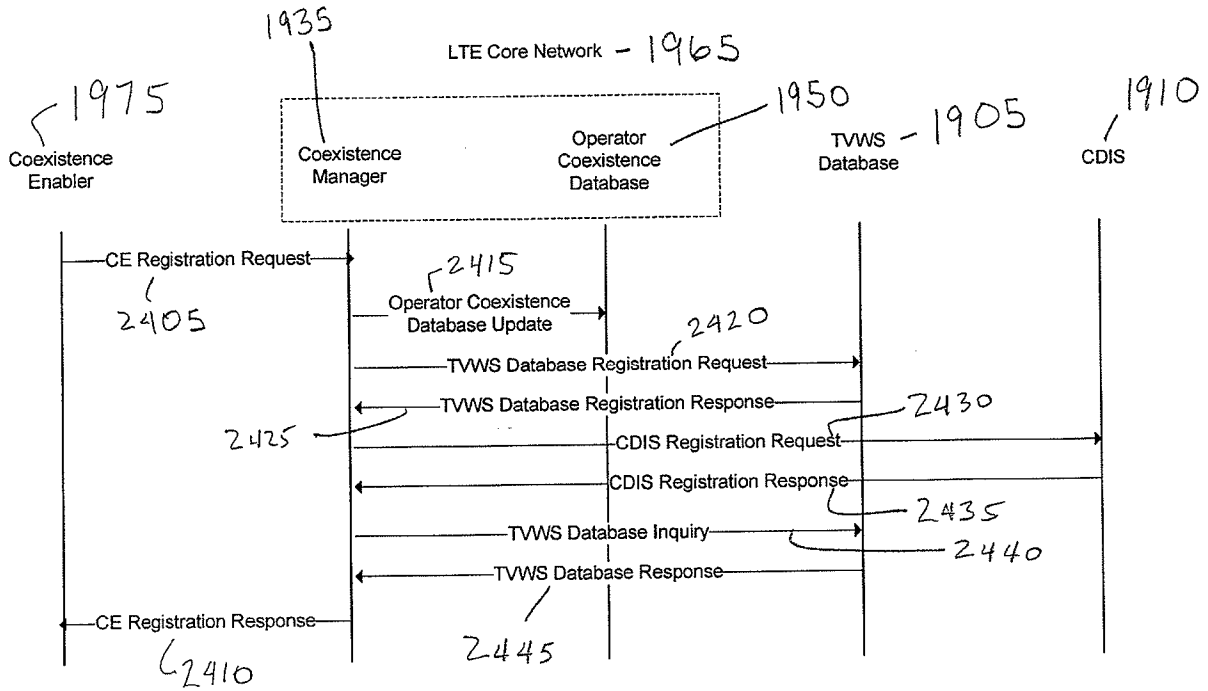 1935
LTE Core Network - 1965
1975
1950
1910
Coexistence
Enabler
Coexistence
Manager
Operator
Coexistence
Database
TVWS
Database
1905
CDIS
CE Registration Request
2405
2415
Operator Coexistence
Database Update
2420
TVWS Database Registration Request
TVWS Database Registration Response
2430
2425
CDIS Registration Request
CDIS Registration Response
2435
TVWS Database Inquiry
2440
TVWS Database Response
CE Registration Response
2445
2410